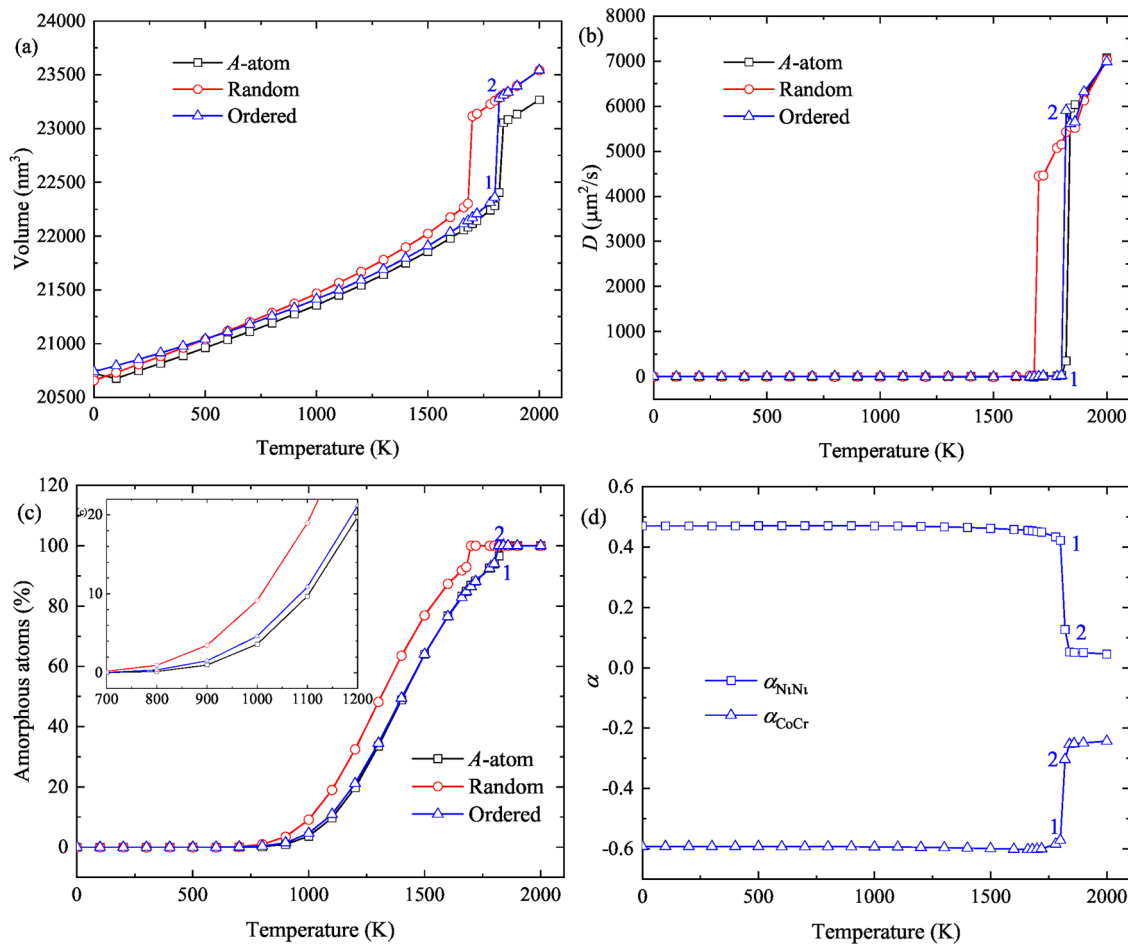 (a)
24000
23500
23000
22500
22000
21500
21000
20500
Volume (nm³)
0 500 1000 1500 2000
Temperature (K)
A-atom
Random
Ordered
2
1
(b)
8000
7000
6000
5000
4000
3000
2000
1000
0
D (μm²/s)
0 500 1000 1500 2000
Temperature (K)
A-atom
Random
Ordered
2
1
(c)
120
100
80
60
40
20
0
Amorphous atoms (%)
0 500 1000 1500 2000
Temperature (K)
20
10
0
700 800 900 1000 1100 1200
A-atom
Random
Ordered
2
1
(d)
0.6
0.4
0.2
0.0
-0.2
-0.4
-0.6
-0.8
α
0 500 1000 1500 2000
Temperature (K)
αNiNi
αCoCr
1
2
2
1